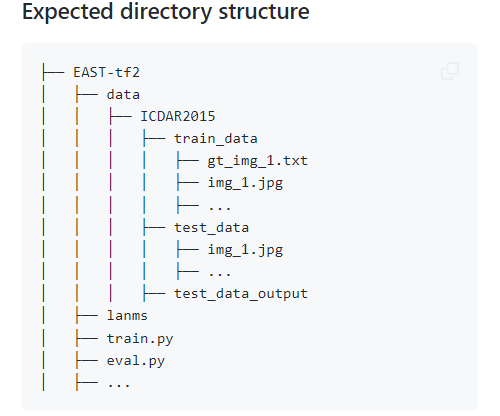 Expected directory structure
├── EAST-tf2
│   ├── data
│   │   ├── ICDAR2015
│   │   │   ├── train_data
│   │   │   │   ├── gt_img_1.txt
│   │   │   │   ├── img_1.jpg
│   │   │   │   ├── ...
│   │   │   ├── test_data
│   │   │   │   ├── img_1.jpg
│   │   │   │   ├── ...
│   │   │   ├── test_data_output
│   ├── lanms
│   ├── train.py
│   ├── eval.py
│   ├── ...